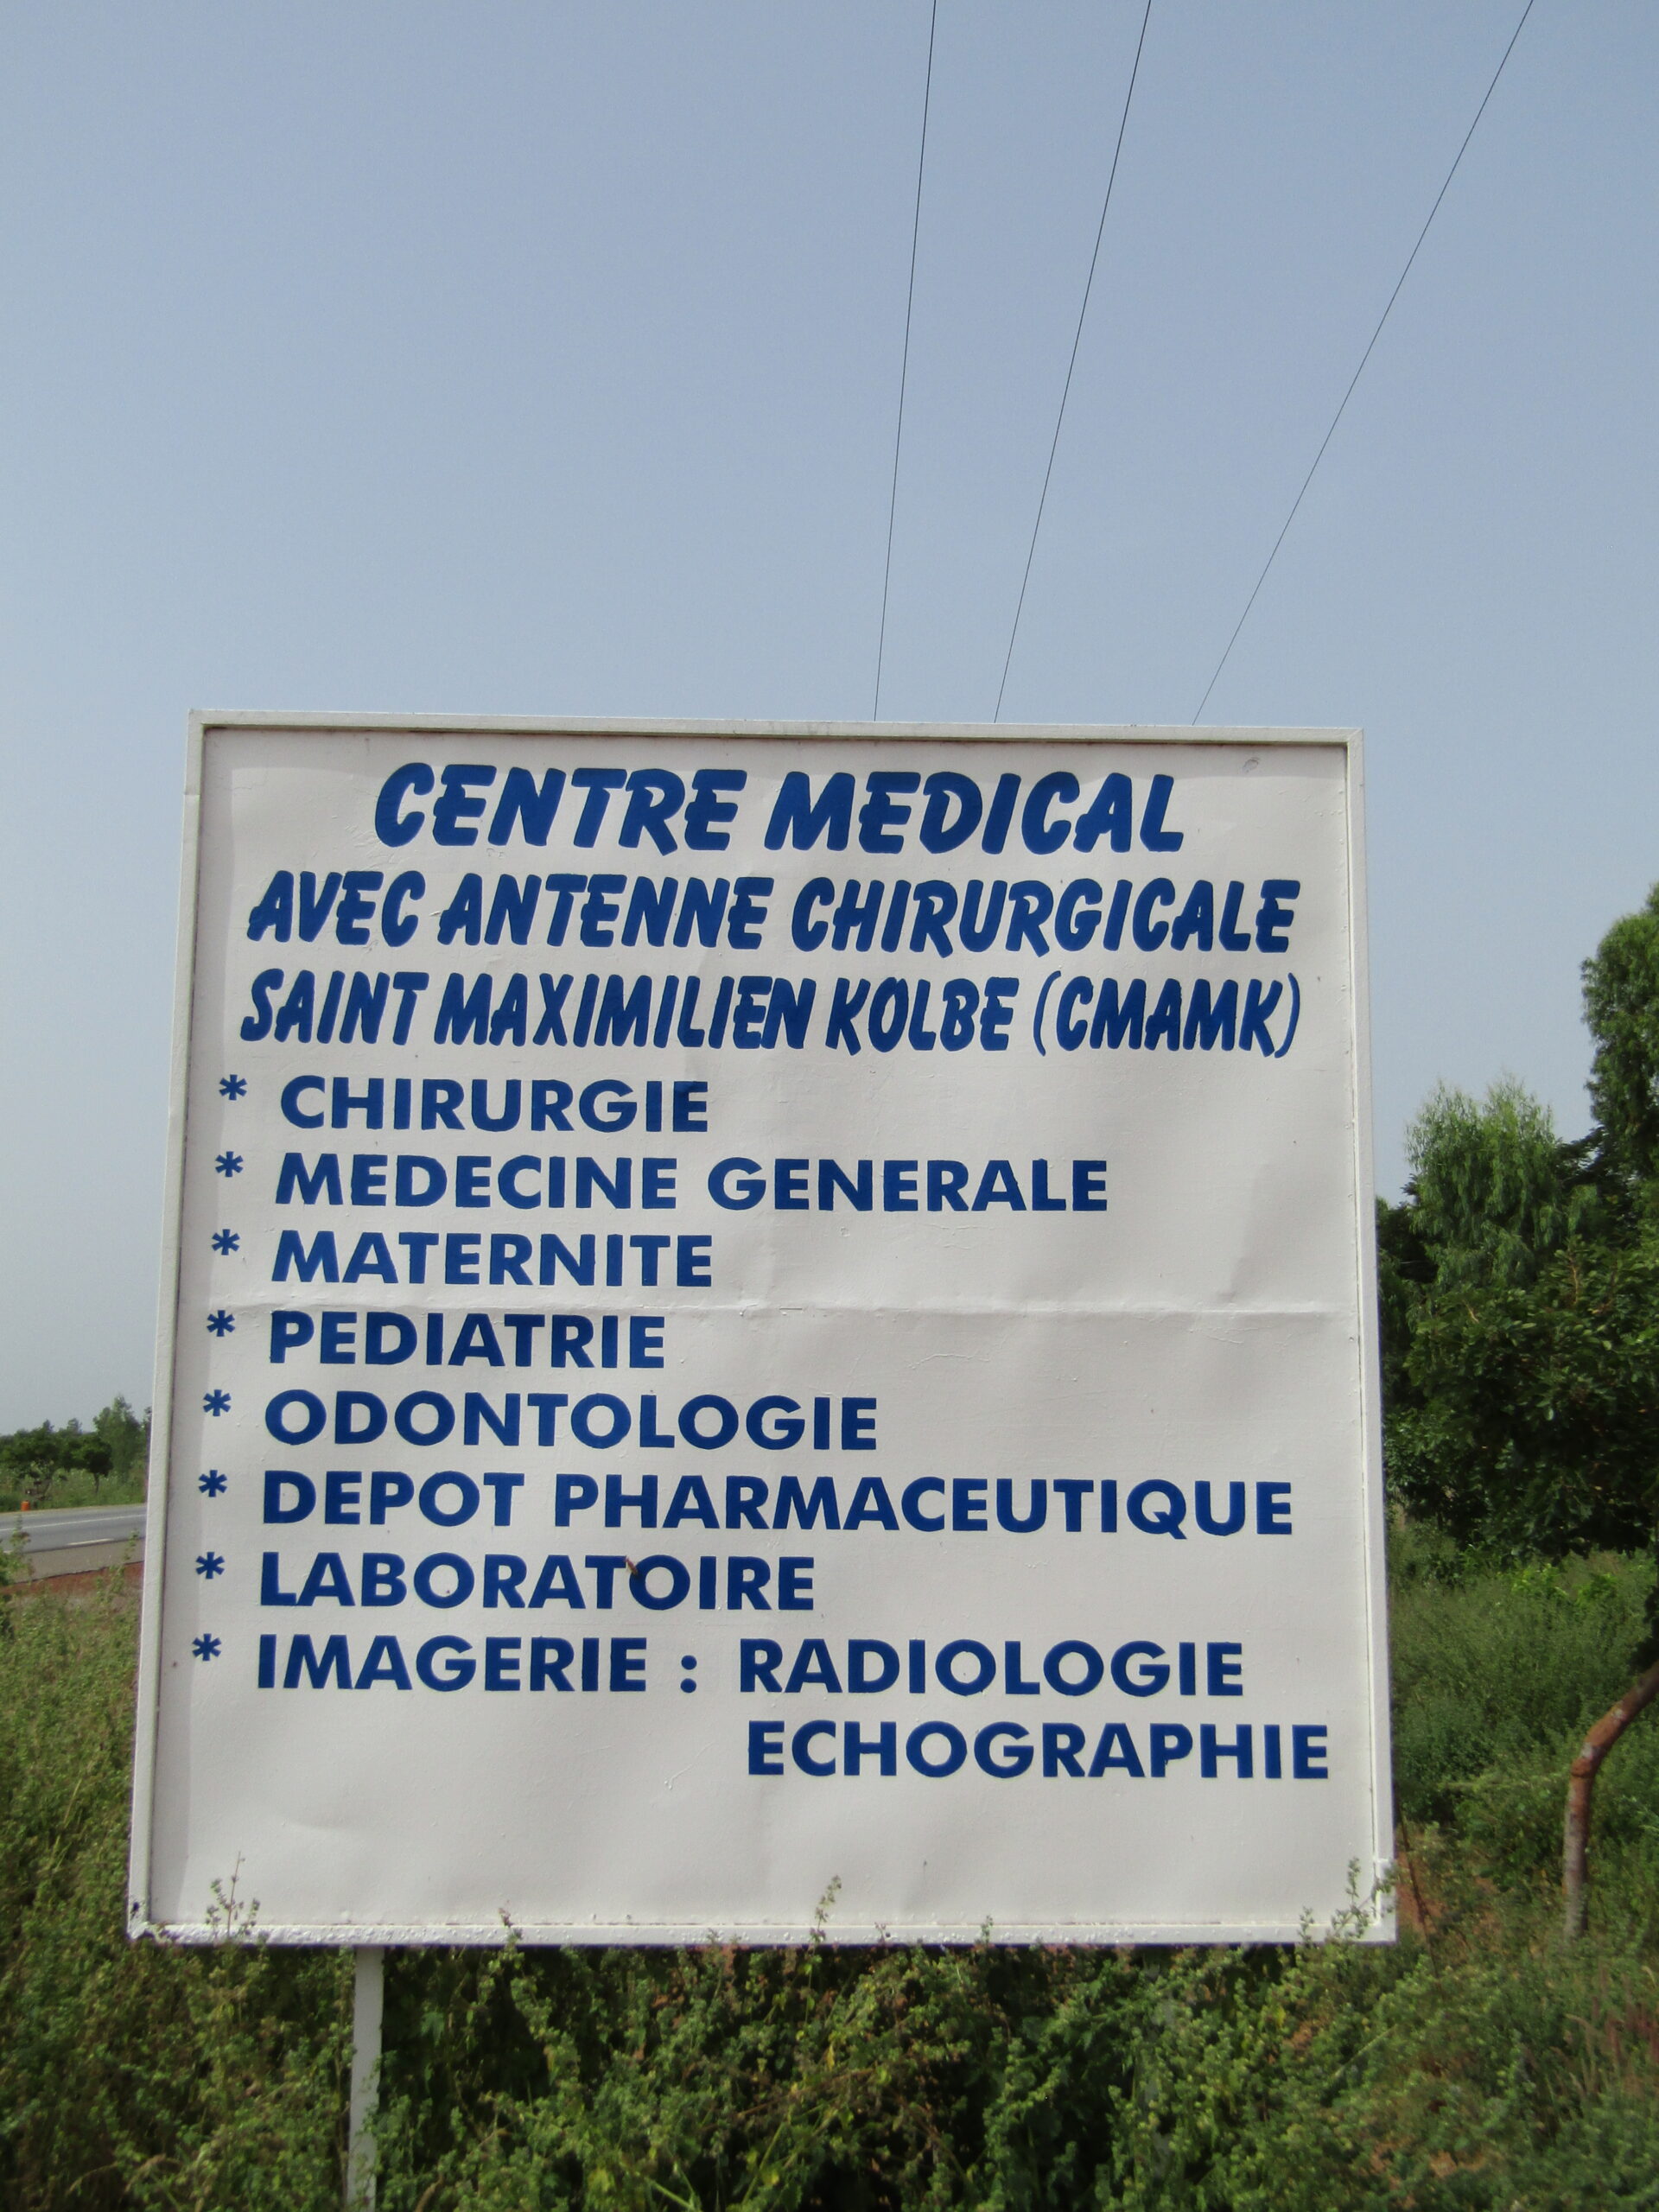 CENTRE MEDICAL
AVEC ANTENNE CHIRURGICALE
SAINT MAXIMILIEN KOLBE (CMAMK)
* CHIRURGIE
* MEDECINE GENERALE
* MATERNITE
* PEDIATRIE
* ODONTOLOGIE
* DEPOT PHARMACEUTIQUE
* LABORATOIRE
* IMAGERIE : RADIOLOGIE
ECHOGRAPHIE